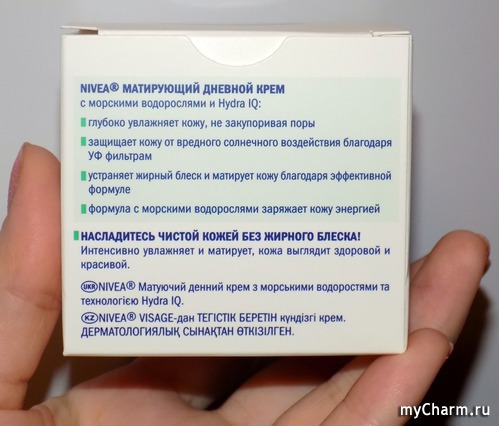 NIVEA® МАТИРУЮЩИЙ ДНЕВНОЙ КРЕМ
с морскими водорослями и Hydra IQ:
глубоко увлажняет кожу, не закупоривая поры
защищает кожу от вредного солнечного воздействия благодаря
УФ фильтрам
устраняет жирный блеск и матирует кожу благодаря эффективной
формуле
формула с морскими водорослями заряжает кожу энергией
НАСЛАДИТЕСЬ ЧИСТОЙ КОЖЕЙ БЕЗ ЖИРНОГО БЛЕСКА!
Интенсивно увлажняет и матирует, кожа выглядит здоровой и
красивой.
UKR NIVEA® Матуючий денний крем з морськими водоростями та
технологією Hydra IQ.
KZ NIVEA® VISAGE-дан ТЕГІСТІК БЕРЕТІН күндізгі крем.
ДЕРМАТОЛОГИЯЛЫҚ СЫНАҚТАН ӨТКІЗІЛГЕН.
myCharm.ru